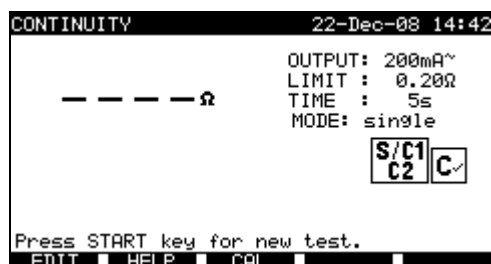 CONTINUITY 22-Dec-08 14:42
OUTPUT: 200mA~
LIMIT : 0.20Ω
TIME : 5s
MODE: single
– – – – Ω
S/C1
C2
C✓
Press START key for new test.
EDIT HELP CAL